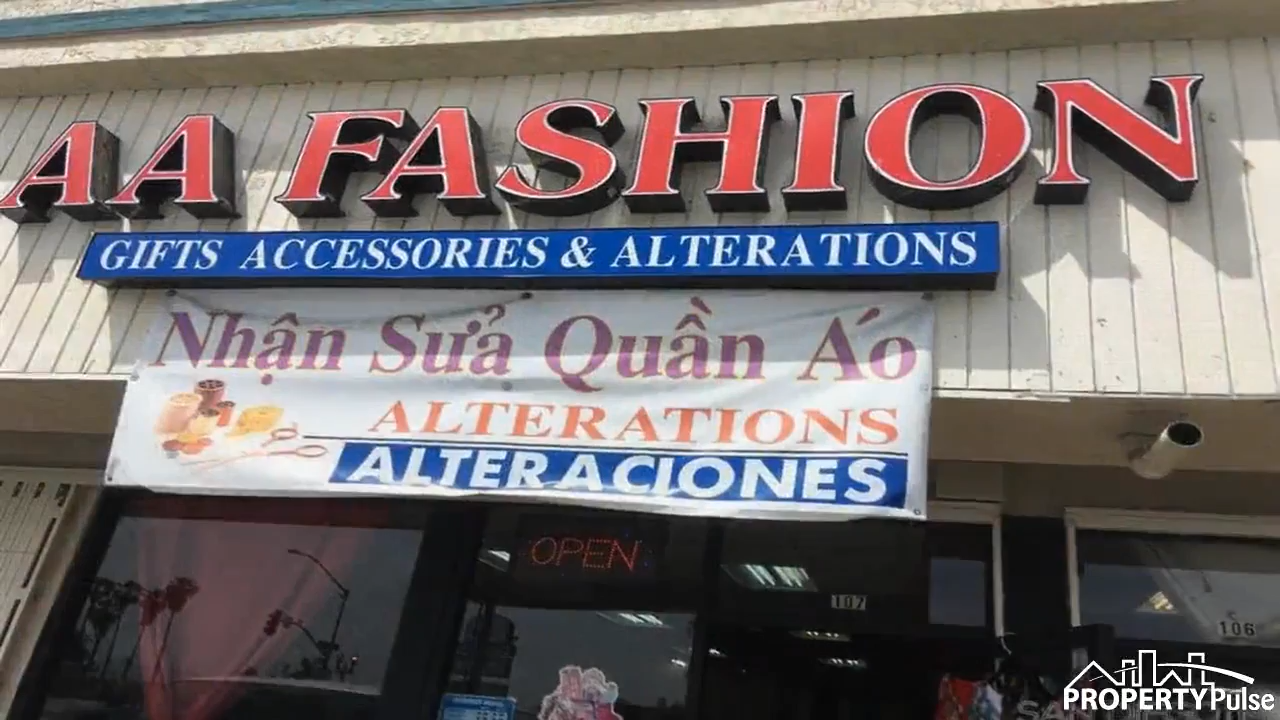 AA FASHION
GIFTS ACCESSORIES & ALTERATIONS
Nhận Sửa Quần Áo
ALTERATIONS
ALTERACIONES
OPEN
107
106
PROPERTYPulse